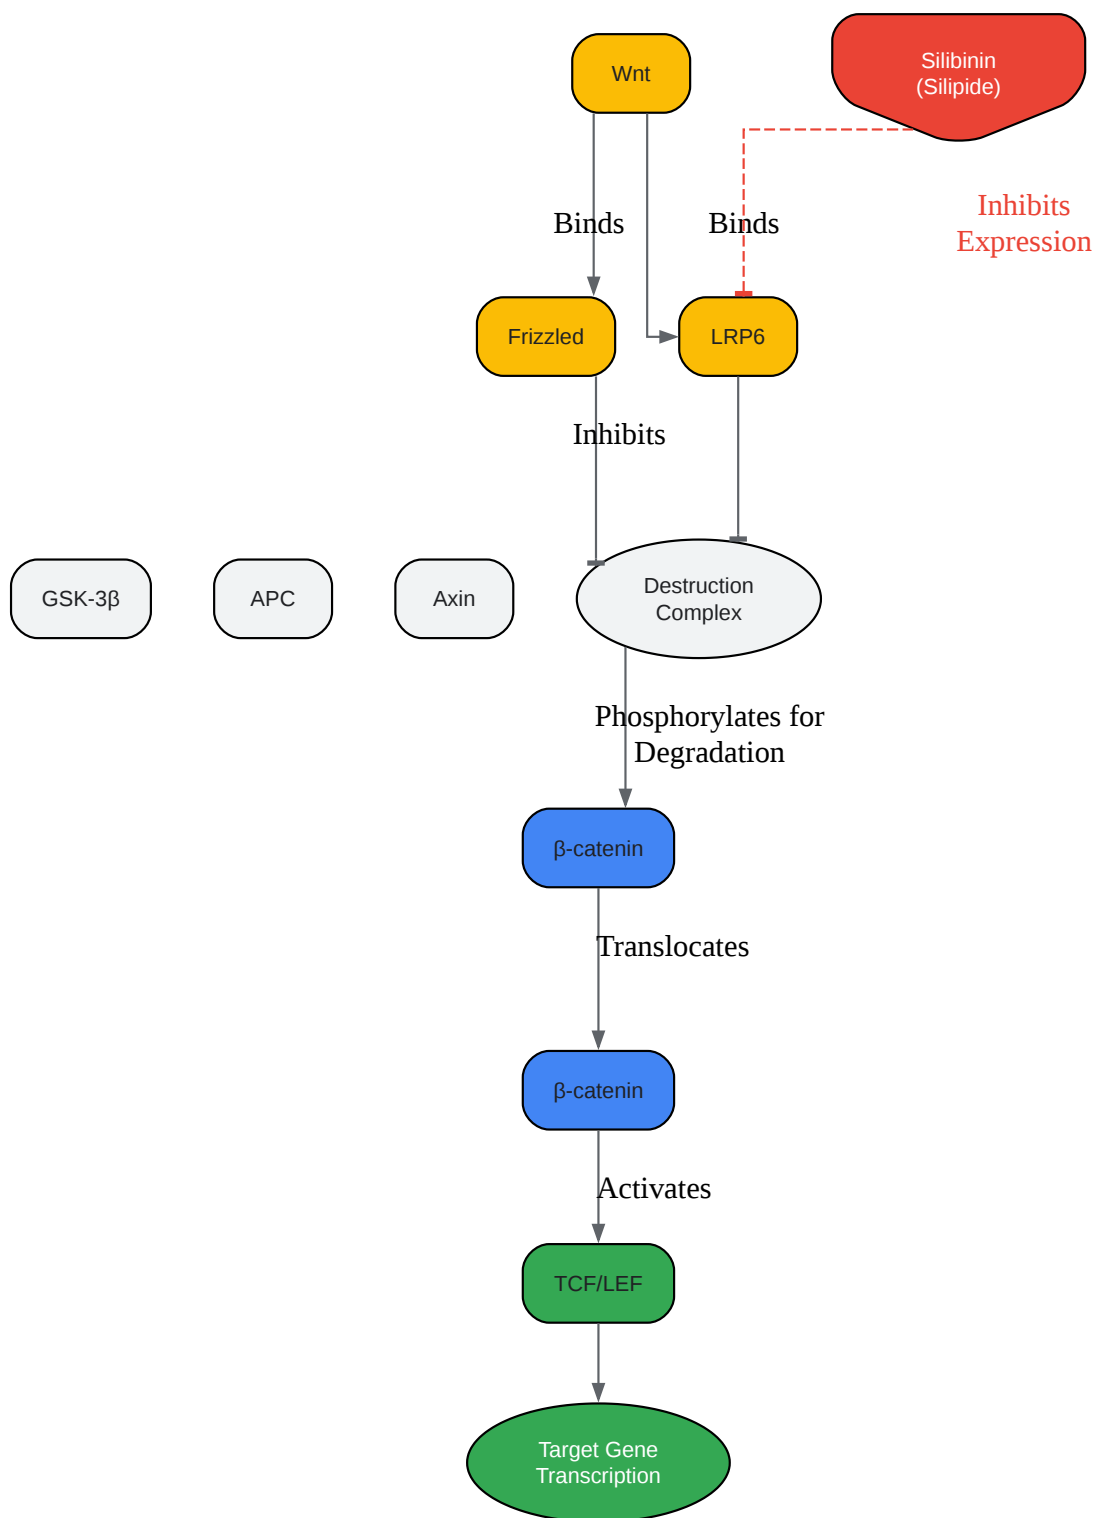 Wnt
Silibinin
(Silipide)
Binds
Binds
Inhibits
Expression
Frizzled
LRP6
Inhibits
GSK-3β
APC
Axin
Destruction
Complex
Phosphorylates for
Degradation
β-catenin
Translocates
β-catenin
Activates
TCF/LEF
Target Gene
Transcription